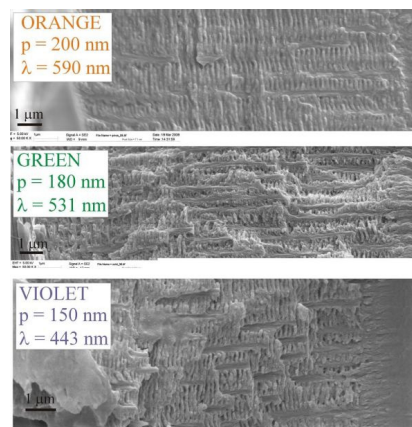 ORANGE
p = 200 nm
λ = 590 nm
1 μm
GREEN
p = 180 nm
λ = 531 nm
1 μm
VIOLET
p = 150 nm
λ = 443 nm
1 μm